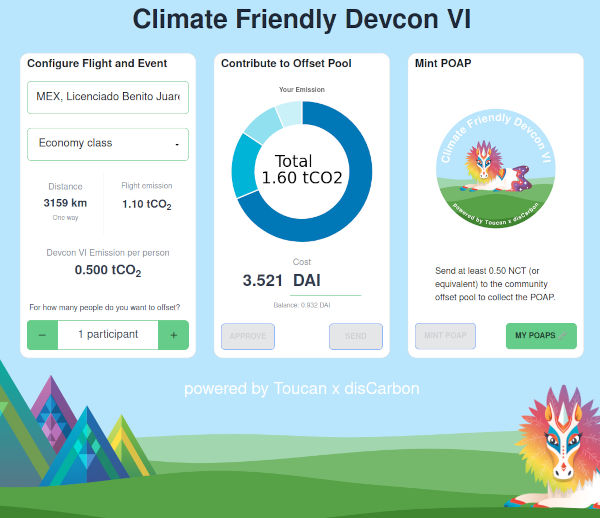 Climate Friendly Devcon VI
Configure Flight and Event
MEX, Licenciado Benito Juare
Economy class
Distance
3159 km
One way
Flight emission
1.10 tCO2
Devcon VI Emission per person
0.500 tCO2
For how many people do you want to offset?
− 1 participant +
Contribute to Offset Pool
Your Emission
Total
1.60 tCO2
Cost
3.521 DAI
Balance: 0.932 DAI
APPROVE
SEND
Mint POAP
Climate Friendly Devcon VI
powered by Toucan x disCarbon
Send at least 0.50 NCT (or
equivalent) to the community
offset pool to collect the POAP.
MINT POAP
MY POAPS
powered by Toucan x disCarbon